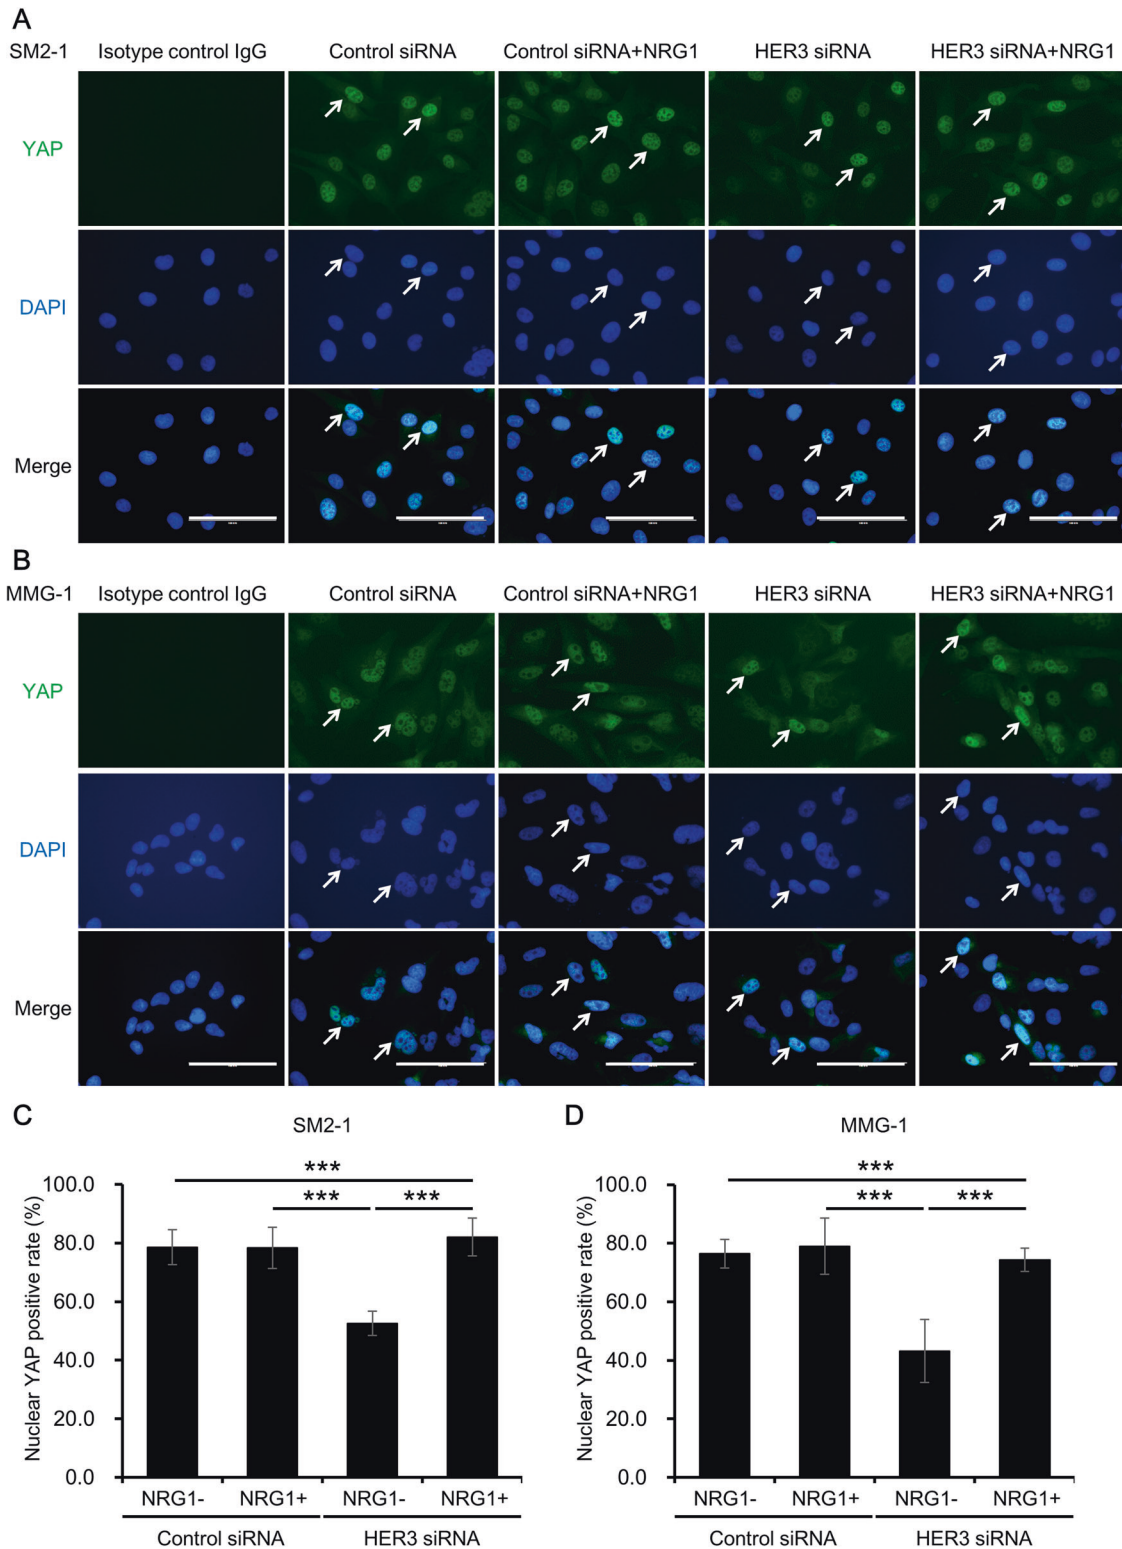 A
SM2-1 Isotype control IgG Control siRNA Control siRNA+NRG1 HER3 siRNA HER3 siRNA+NRG1
YAP
DAPI
Merge
B
MMG-1 Isotype control IgG Control siRNA Control siRNA+NRG1 HER3 siRNA HER3 siRNA+NRG1
YAP
DAPI
Merge
C
SM2-1
***
*** ***
Nuclear YAP positive rate (%)
100.0
80.0
60.0
40.0
20.0
0.0
NRG1- NRG1+ NRG1- NRG1+
Control siRNA HER3 siRNA
D
MMG-1
***
*** ***
Nuclear YAP positive rate (%)
100.0
80.0
60.0
40.0
20.0
0.0
NRG1- NRG1+ NRG1- NRG1+
Control siRNA HER3 siRNA